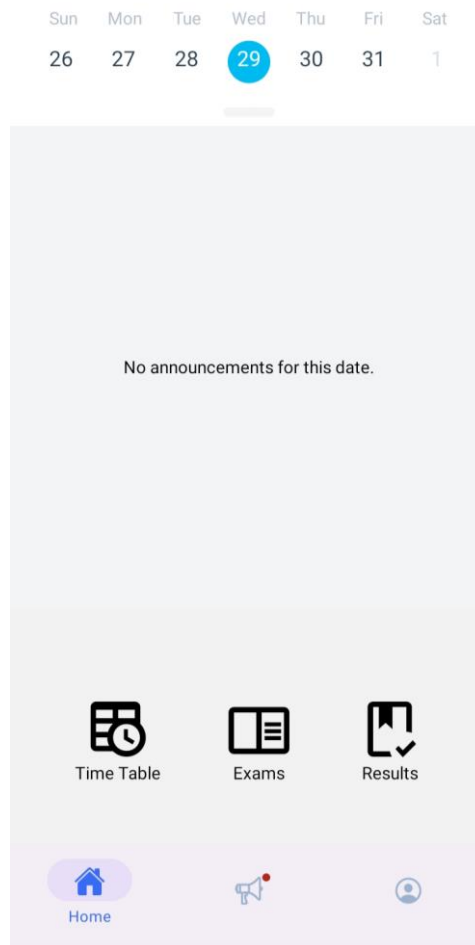 Sun Mon Tue Wed Thu Fri Sat
26 27 28 29 30 31 1
No announcements for this date.
Time Table Exams Results
Home